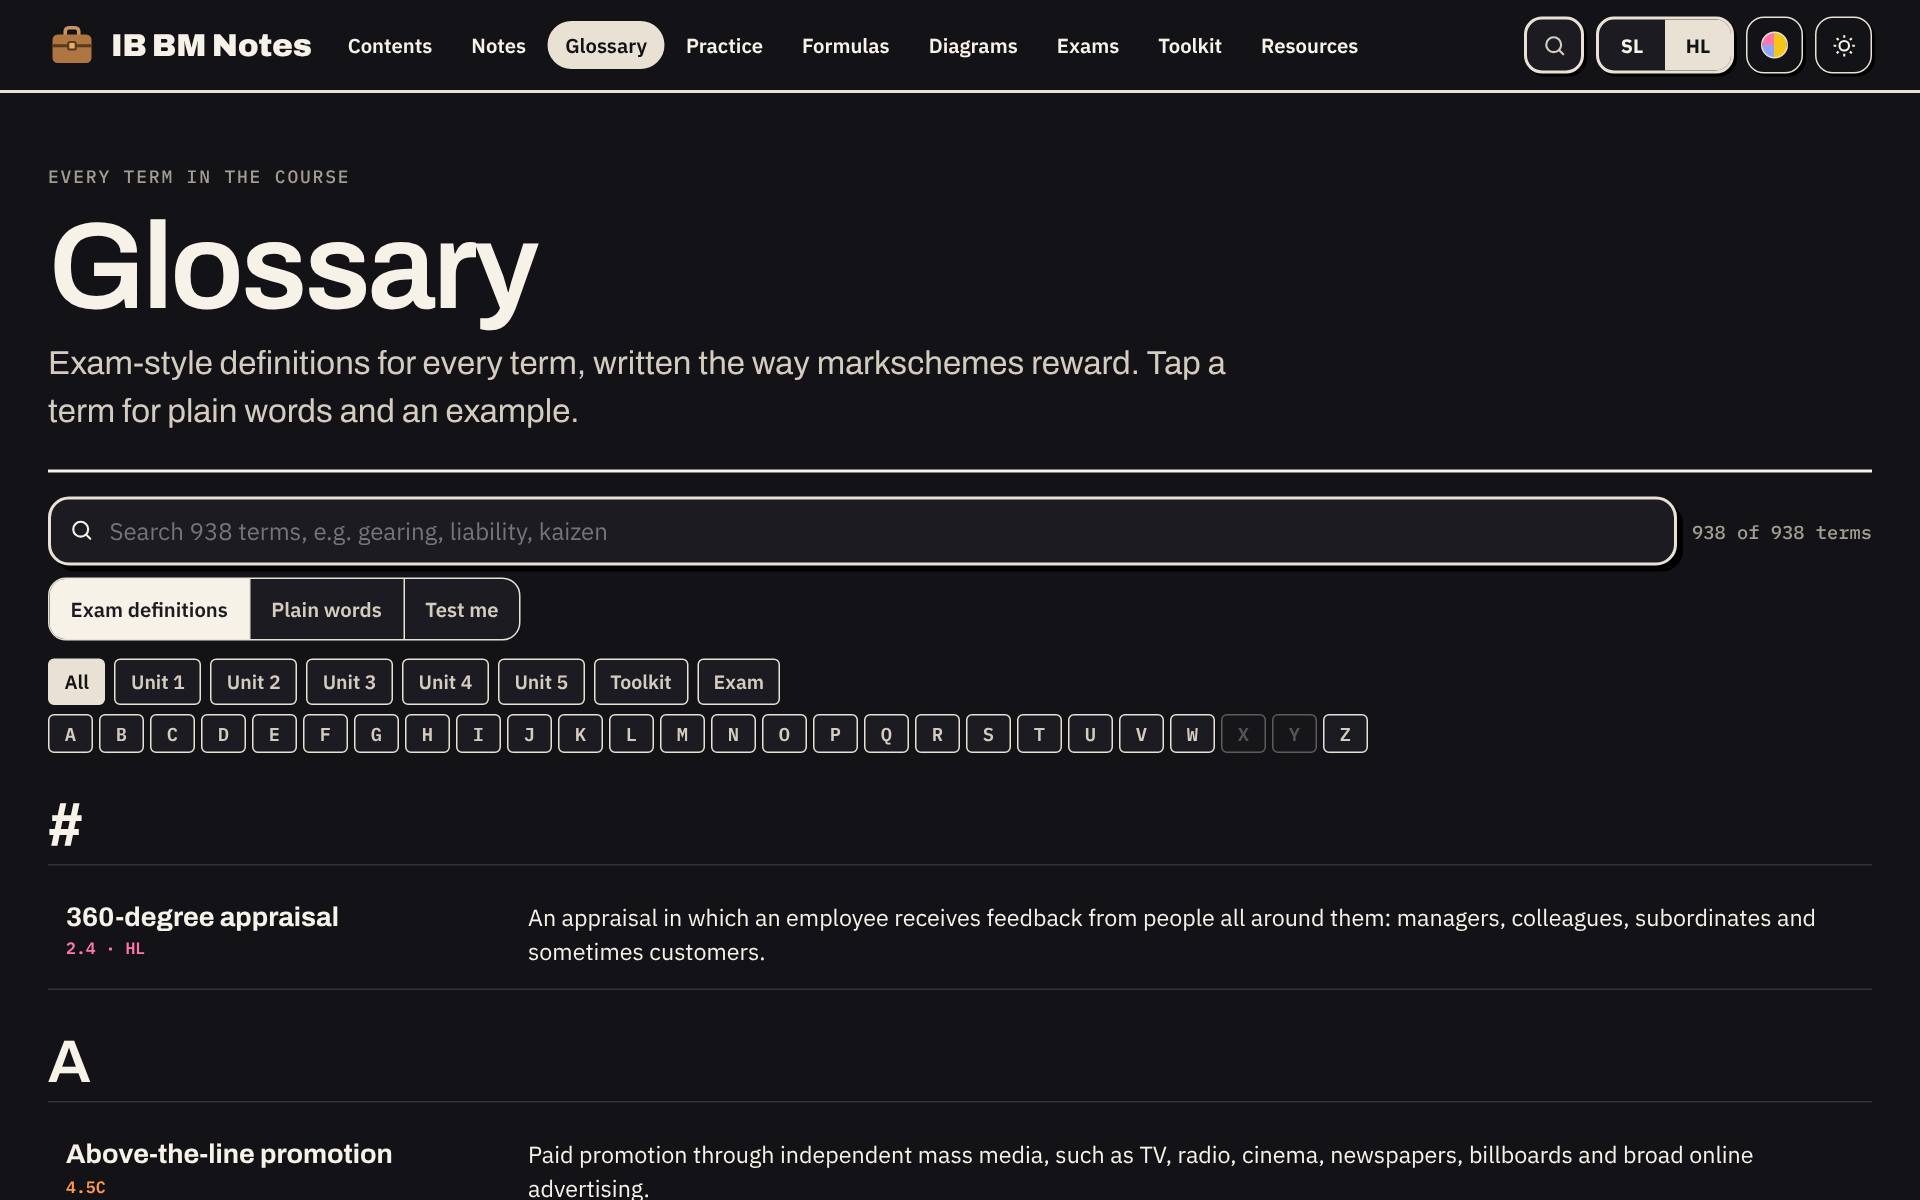 IB BM Notes
Contents
Notes
Glossary
Practice
Formulas
Diagrams
Exams
Toolkit
Resources
SL
HL
EVERY TERM IN THE COURSE
Glossary
Exam-style definitions for every term, written the way markschemes reward. Tap a
term for plain words and an example.
Search 938 terms, e.g. gearing, liability, kaizen
938 of 938 terms
Exam definitions
Plain words
Test me
All
Unit 1
Unit 2
Unit 3
Unit 4
Unit 5
Toolkit
Exam
A B C D E F G H I J K L M N O P Q R S T U V W X Y Z
#
360-degree appraisal
2.4 · HL
An appraisal in which an employee receives feedback from people all around them: managers, colleagues, subordinates and
sometimes customers.
A
Above-the-line promotion
4.5C
Paid promotion through independent mass media, such as TV, radio, cinema, newspapers, billboards and broad online
advertising.